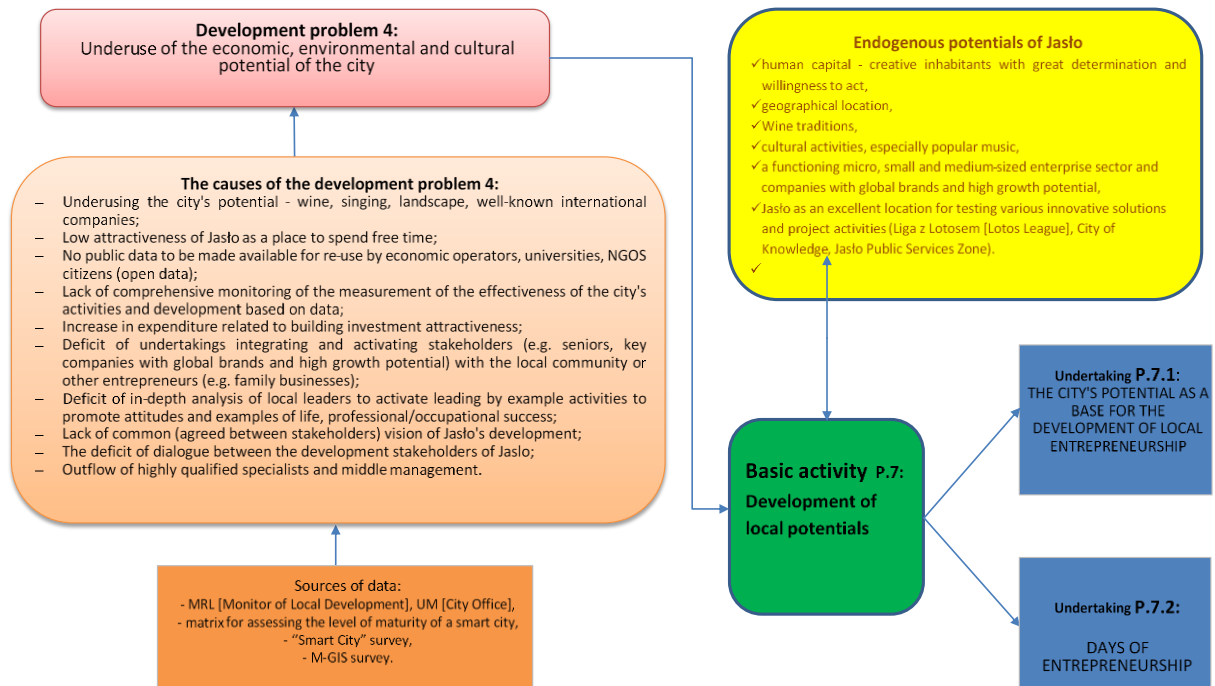 Development problem 4:
Underuse of the economic, environmental and cultural
potential of the city
The causes of the development problem 4:
– Underusing the city's potential - wine, singing, landscape, well-known international
companies;
– Low attractiveness of Jasło as a place to spend free time;
– No public data to be made available for re-use by economic operators, universities, NGOS
citizens (open data);
– Lack of comprehensive monitoring of the measurement of the effectiveness of the city's
activities and development based on data;
– Increase in expenditure related to building investment attractiveness;
– Deficit of undertakings integrating and activating stakeholders (e.g. seniors, key
companies with global brands and high growth potential) with the local community or
other entrepreneurs (e.g. family businesses);
– Deficit of in-depth analysis of local leaders to activate leading by example activities to
promote attitudes and examples of life, professional/occupational success;
– Lack of common (agreed between stakeholders) vision of Jasło's development;
– The deficit of dialogue between the development stakeholders of Jaslo;
– Outflow of highly qualified specialists and middle management.
Sources of data:
- MRL [Monitor of Local Development], UM [City Office],
- matrix for assessing the level of maturity of a smart city,
- “Smart City” survey,
- M-GIS survey.
Endogenous potentials of Jasło
✓human capital - creative inhabitants with great determination and
willingness to act,
✓geographical location,
✓Wine traditions,
✓cultural activities, especially popular music,
✓a functioning micro, small and medium-sized enterprise sector and
companies with global brands and high growth potential,
✓Jasło as an excellent location for testing various innovative solutions
and project activities (Liga z Lotosem [Lotos League], City of
Knowledge, Jasło Public Services Zone).
✓
Basic activity P.7:
Development of
local potentials
Undertaking P.7.1:
THE CITY'S POTENTIAL AS A
BASE FOR THE
DEVELOPMENT OF LOCAL
ENTREPRENEURSHIP
Undertaking P.7.2:
DAYS OF
ENTREPRENEURSHIP